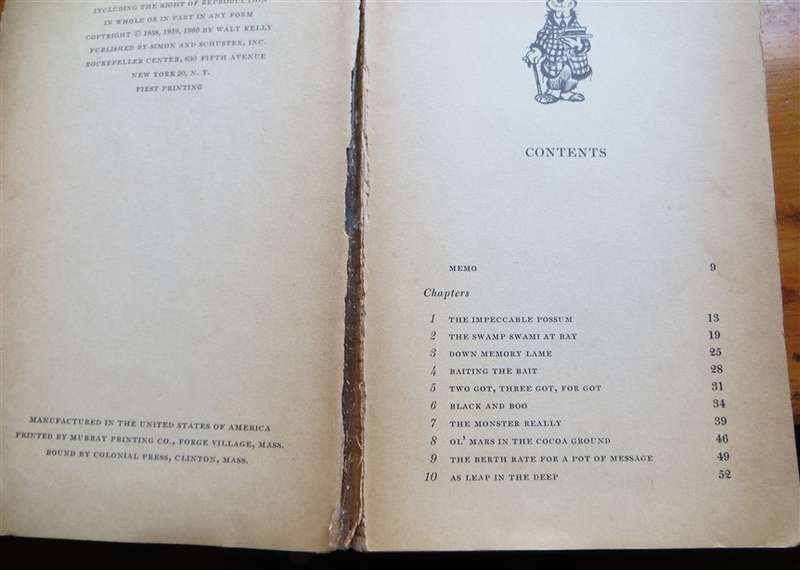 INCLUDING THE RIGHT OF REPRODUCTION
IN WHOLE OR IN PART IN ANY FORM
COPYRIGHT © 1958, 1959, 1960 BY WALT KELLY
PUBLISHED BY SIMON AND SCHUSTER, INC.
ROCKEFELLER CENTER, 630 FIFTH AVENUE
NEW YORK 20, N. Y.
FIRST PRINTING
MANUFACTURED IN THE UNITED STATES OF AMERICA
PRINTED BY MURRAY PRINTING CO., FORGE VILLAGE, MASS.
BOUND BY COLONIAL PRESS, CLINTON, MASS.
CONTENTS
MEMO 9
Chapters
1 THE IMPECCABLE POSSUM 13
2 THE SWAMP SWAMI AT BAY 19
3 DOWN MEMORY LAME 25
4 BAITING THE BAIT 28
5 TWO GOT, THREE GOT, FOR GOT 31
6 BLACK AND BOO 34
7 THE MONSTER REALLY 39
8 OL' MARS IN THE COCOA GROUND 46
9 THE BERTH RATE FOR A POT OF MESSAGE 49
10 AS LEAP IN THE DEEP 52